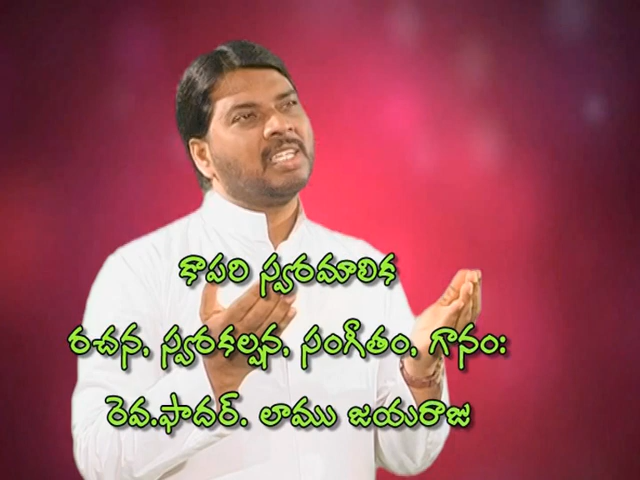 కాపరి స్వరమాలిక
రచన, స్వరకల్పన, సంగీతం, గానం:
రెవ.ఫాదర్. లాము జయరాజు